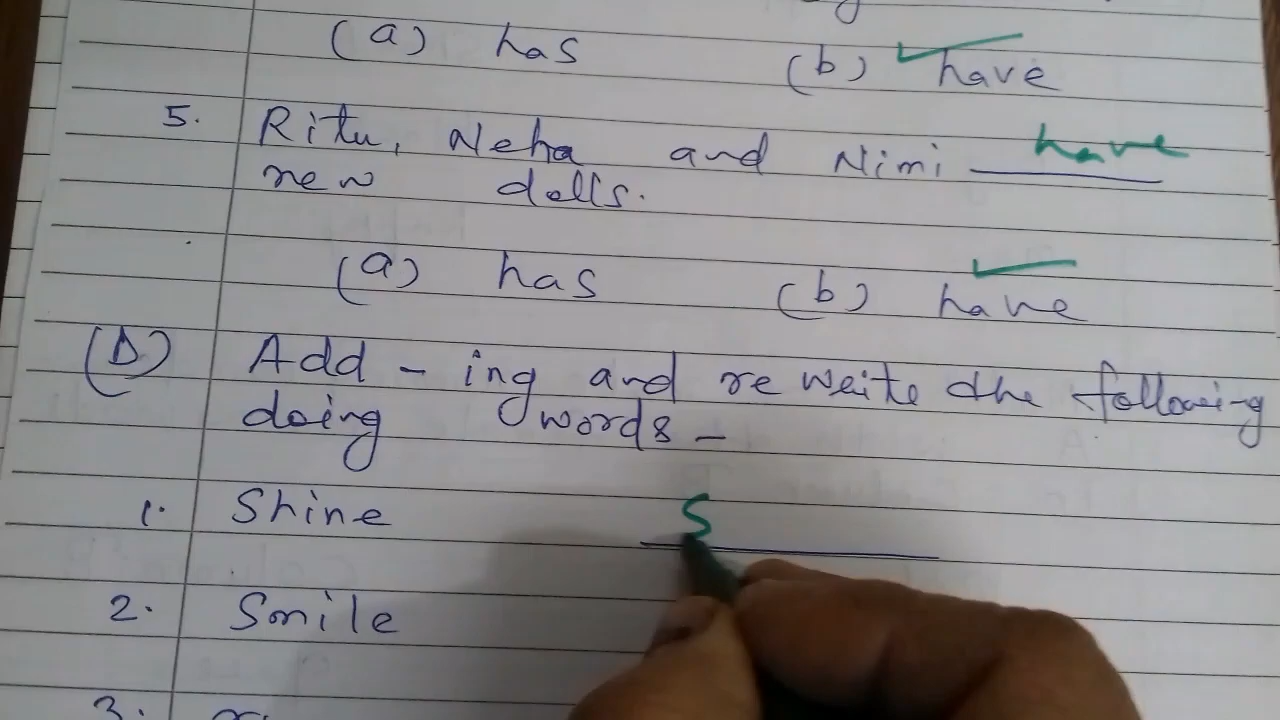 (a) has (b) have
5. Ritu, Neha and Nimi have
new dolls.
(a) has (b) have
(D) Add - ing and rewrite the following
doing words -
1. Shine S
2. Smile
3.